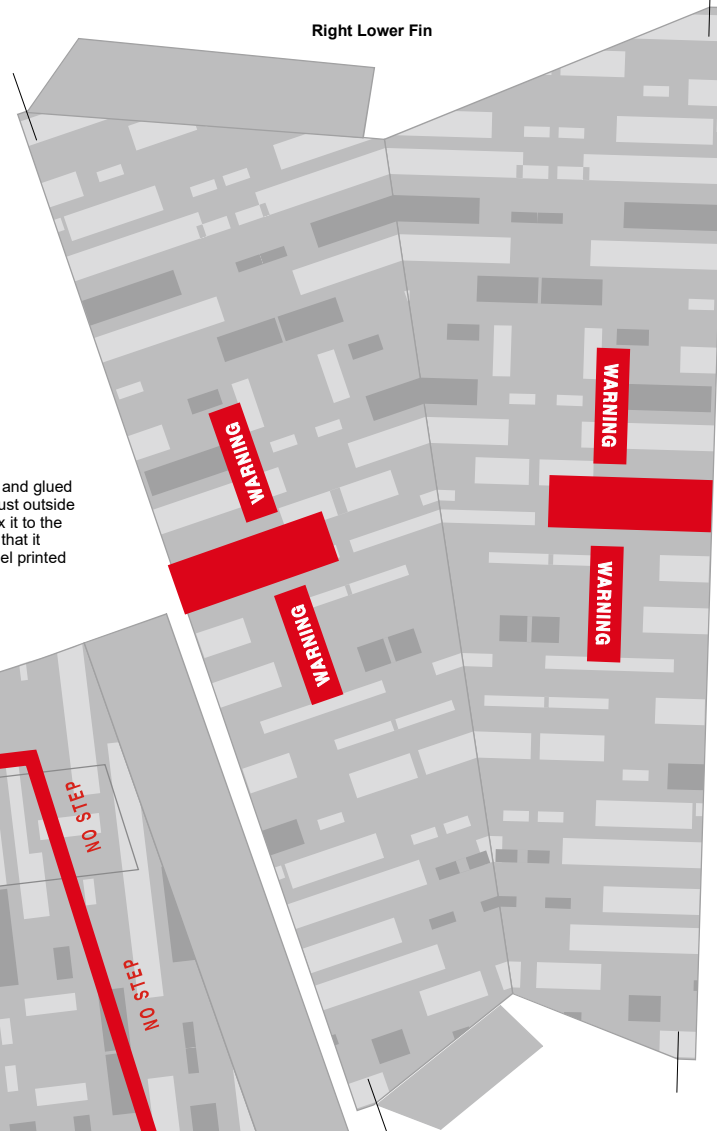 Right Lower Fin
WARNING
WARNING
and glued
ust outside
x it to the
that it
el printed
WARNING
WARNING
NO STEP
NO STEP